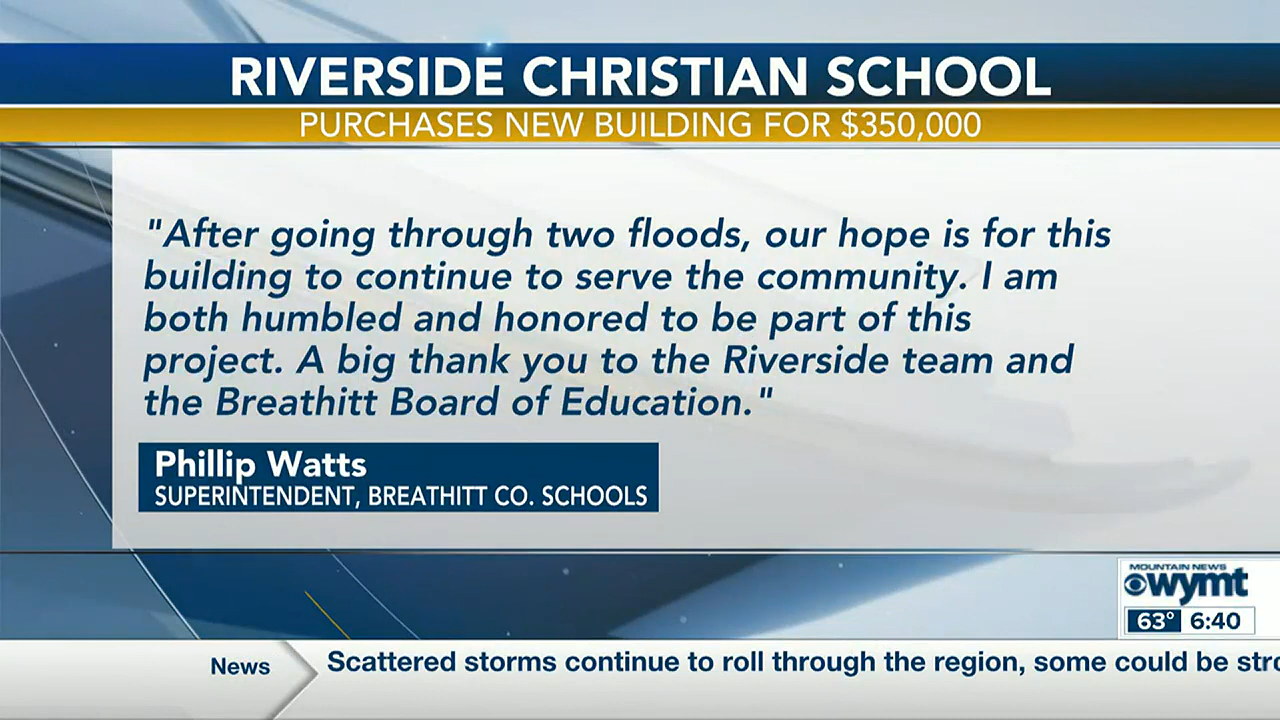 RIVERSIDE CHRISTIAN SCHOOL
PURCHASES NEW BUILDING FOR $350,000
"After going through two floods, our hope is for this
building to continue to serve the community. I am
both humbled and honored to be part of this
project. A big thank you to the Riverside team and
the Breathitt Board of Education."
Phillip Watts
SUPERINTENDENT, BREATHITT CO. SCHOOLS
MOUNTAIN NEWS
wymt
63° 6:40
News
Scattered storms continue to roll through the region, some could be